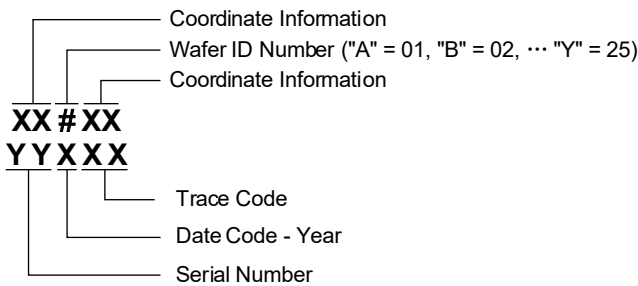 Coordinate Information
Wafer ID Number ("A" = 01, "B" = 02, ··· "Y" = 25)
Coordinate Information
XX # XX
YYXXX
Trace Code
Date Code - Year
Serial Number